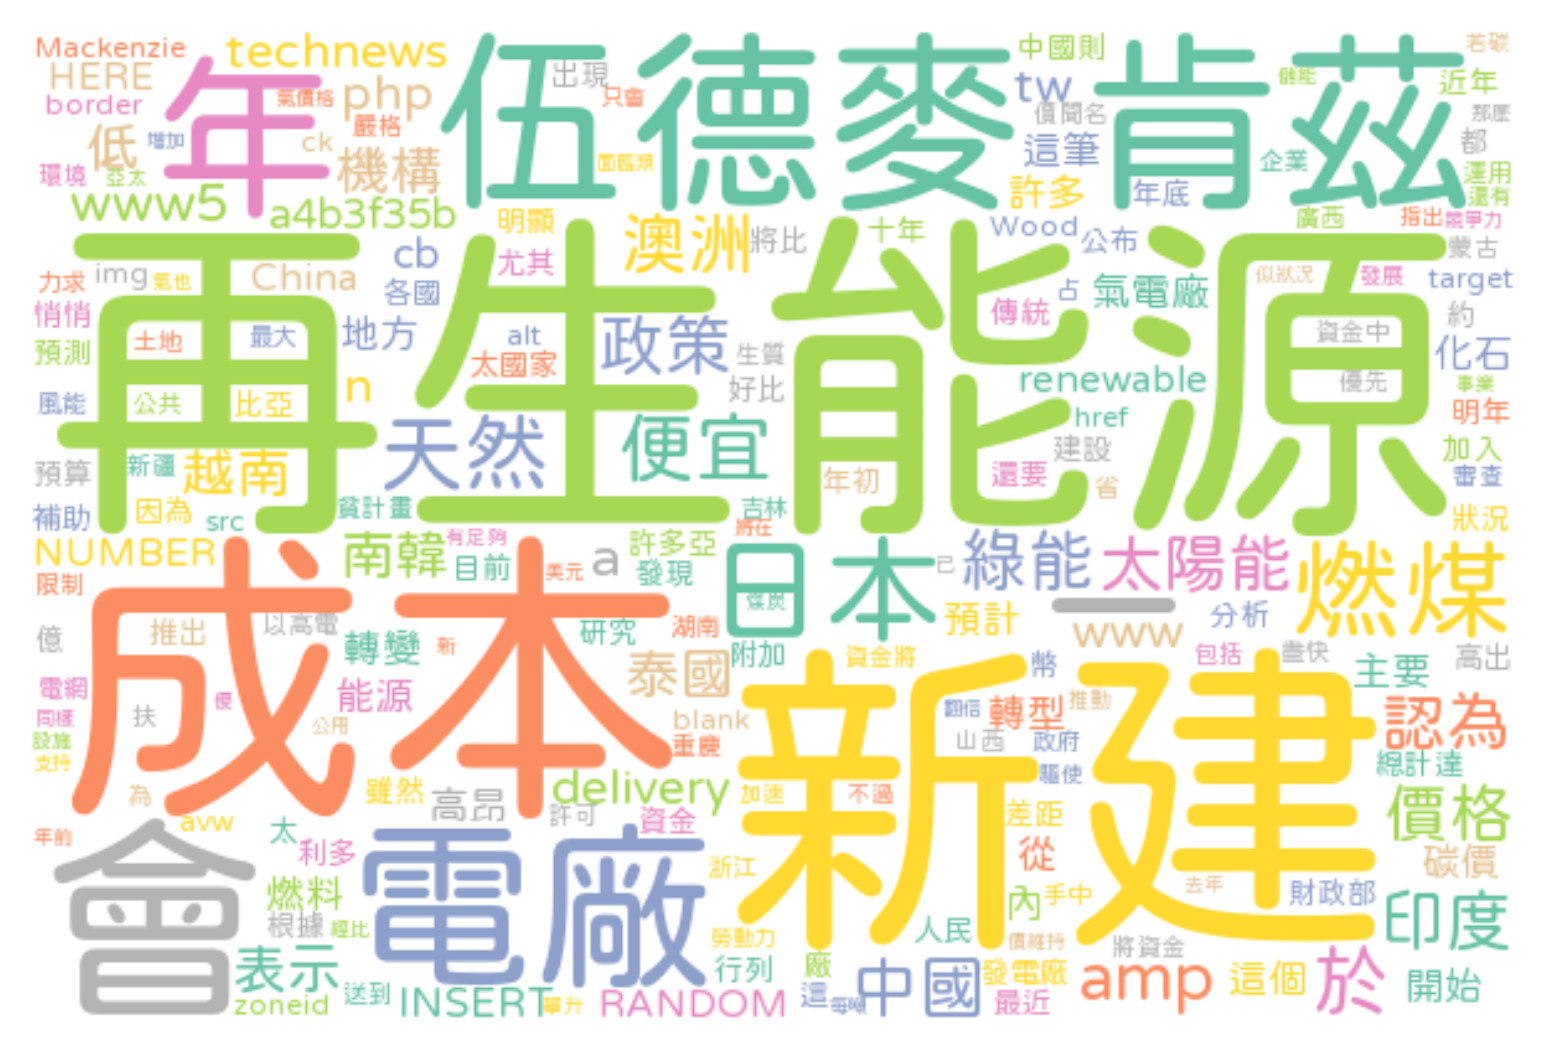 Mackenzie technews 年 伍德麥肯茲 中國則 若碳
HERE 出現 tw 儲能 近年
border 氣價格 php 只會 價聞名 那麼
低 增加 ck 嚴格 這筆 都
環境 亞太 機構 面臨煩 許多 年底 企業 運用 還有
www5 a4b3f35b 明顯 澳洲 將比 十年 Wood 公布 廣西 指出 競爭力
再生能源 cb 尤其 蒙古
力求 img 氣也 China 各國 傳統 占 氣電廠 似狀況 發展 target
悄悄 土地 最大 地方 alt 政策 生質 資金中 約
預測 太國家 好比 renewable 優先 化石 事業
風能 公共 比亞 n href 明年
天然 便宜 建設 加入
預算 新疆 越南 年初 還要 省 審查
補助 因為 src 貧計畫 吉林 狀況
NUMBER 成本 南韓 有足夠 目前 美元 a 許多亞 發現 將在 日本 煤炭 已 綠能 太陽能 燃煤
限制 一 分析
億 推出 以高電 轉變 新 研究 湖南 附加 預計 www
電網 優 能源 泰國 資金將 幣 包括 盡快 主要 高出
同樣 扶 公用 blank 新建 翻倍 轉型 推動 認為
設施 重慶 山西 政府
支持 驅使 總計達
為 雖然 高昂 delivery 加速 不過 差距 價格
年前 avw 太 許可 資金
會 利多 電廠 浙江 從 碳價
燃料 內 手中 去年 財政部 印度
根據 經比 勞動力 人民 價維持 將資金
表示 行列 廠 中國 發電廠 amp 這個 於 開始
zoneid 送到 INSERT 攀升 RANDOM 這 每噸 最近